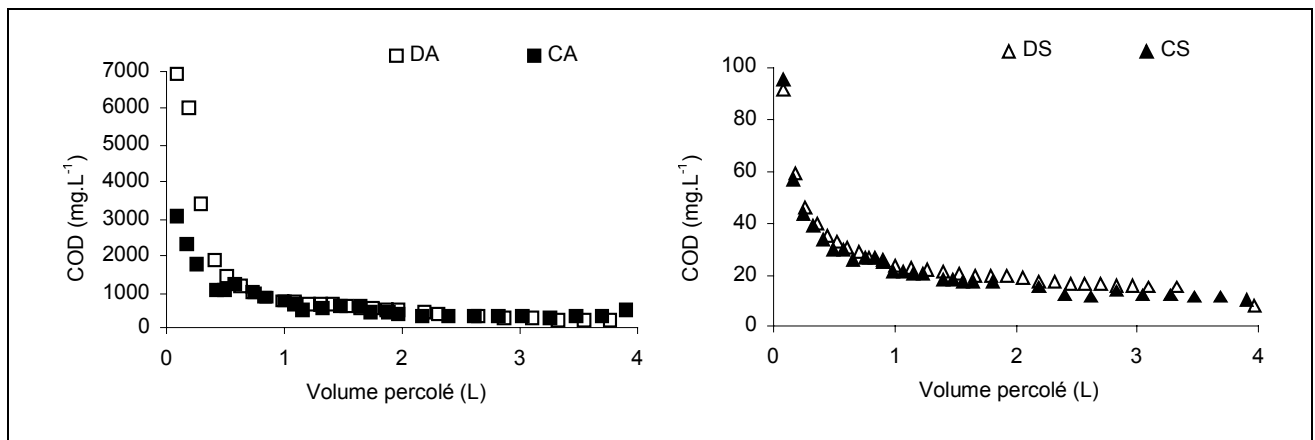 DA CA
7000
6000
5000
4000
3000
2000
1000
0
COD (mg.L-1)
0 1 2 3 4
Volume percolé (L)
DS CS
100
80
60
40
20
0
COD (mg.L-1)
0 1 2 3 4
Volume percolé (L)